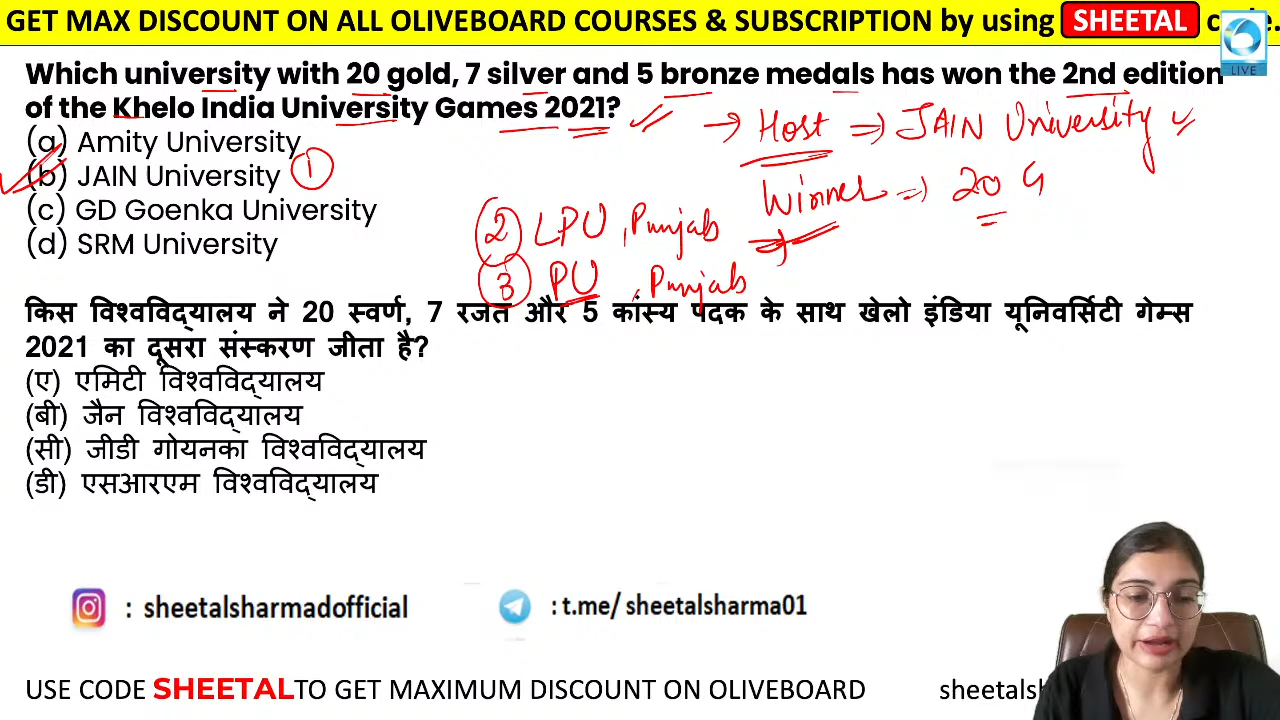 GET MAX DISCOUNT ON ALL OLIVEBOARD COURSES & SUBSCRIPTION by using SHEETAL code.
LIVE
Which university with 20 gold, 7 silver and 5 bronze medals has won the 2nd edition
of the Khelo India University Games 2021?
→ Host ⇒ JAIN University ✓
(a) Amity University
(b) JAIN University ①
Winner ⇒ 20 G
(c) GD Goenka University
② LPU, Punjab
(d) SRM University
③ PU, Punjab
किस विश्वविद्यालय ने 20 स्वर्ण, 7 रजत और 5 कांस्य पदक के साथ खेलो इंडिया यूनिवर्सिटी गेम्स
2021 का दूसरा संस्करण जीता है?
(ए) एमिटी विश्वविद्यालय
(बी) जैन विश्वविद्यालय
(सी) जीडी गोयनका विश्वविद्यालय
(डी) एसआरएम विश्वविद्यालय
: sheetalsharmadofficial
: t.me/ sheetalsharma01
USE CODE SHEETAL TO GET MAXIMUM DISCOUNT ON OLIVEBOARD